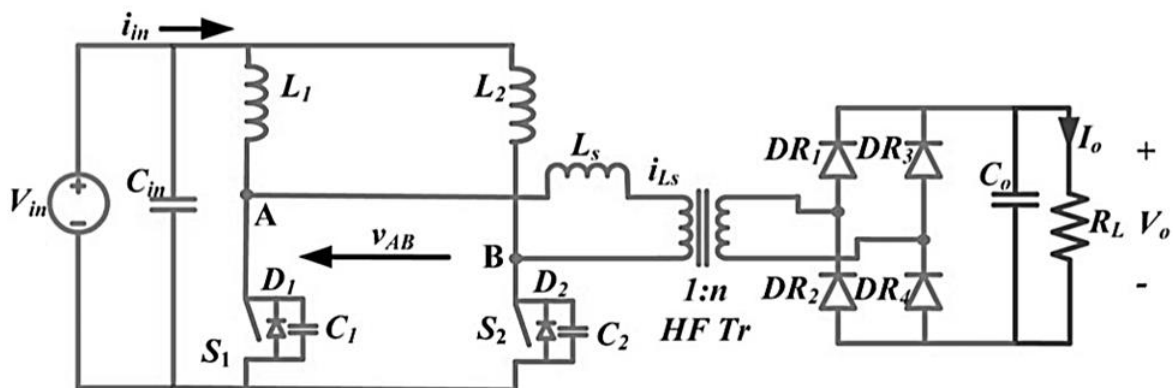 i_in
L_1
L_2
L_s
i_Ls
DR_1
DR_3
I_o
+
V_in
+
-
C_in
A
C_o
R_L
V_o
v_AB
B
D_1
D_2
1:n
HF Tr
DR_2
DR_4
-
S_1
C_1
S_2
C_2